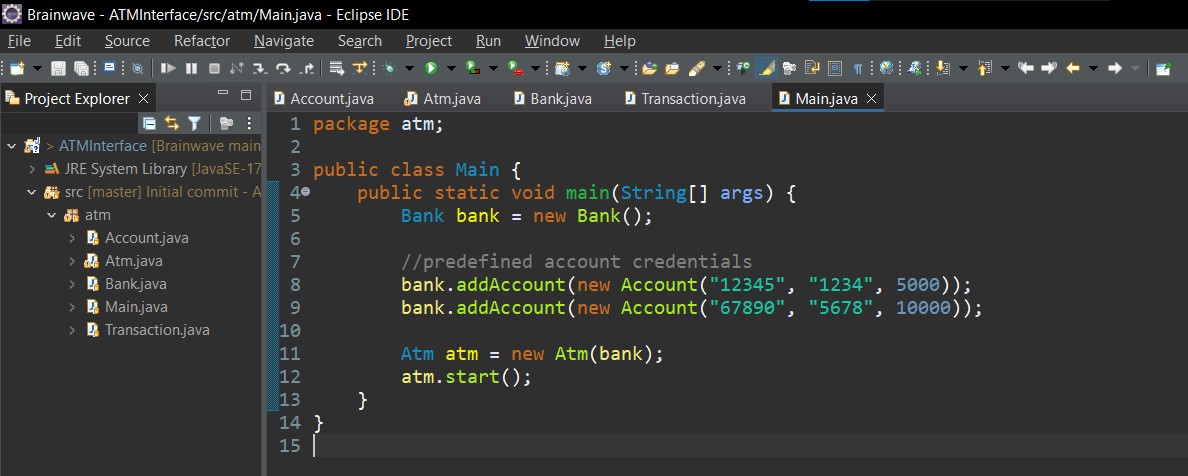 Brainwave - ATMInterface/src/atm/Main.java - Eclipse IDE
File Edit Source Refactor Navigate Search Project Run Window Help
Project Explorer
Account.java Atm.java Bank.java Transaction.java Main.java
> ATMInterface [Brainwave main
JRE System Library [JavaSE-17
src [master] Initial commit - A
atm
Account.java
Atm.java
Bank.java
Main.java
Transaction.java
1 package atm;
2
3 public class Main {
4     public static void main(String[] args) {
5         Bank bank = new Bank();
6
7         //predefined account credentials
8         bank.addAccount(new Account("12345", "1234", 5000));
9         bank.addAccount(new Account("67890", "5678", 10000));
10
11         Atm atm = new Atm(bank);
12         atm.start();
13     }
14 }
15